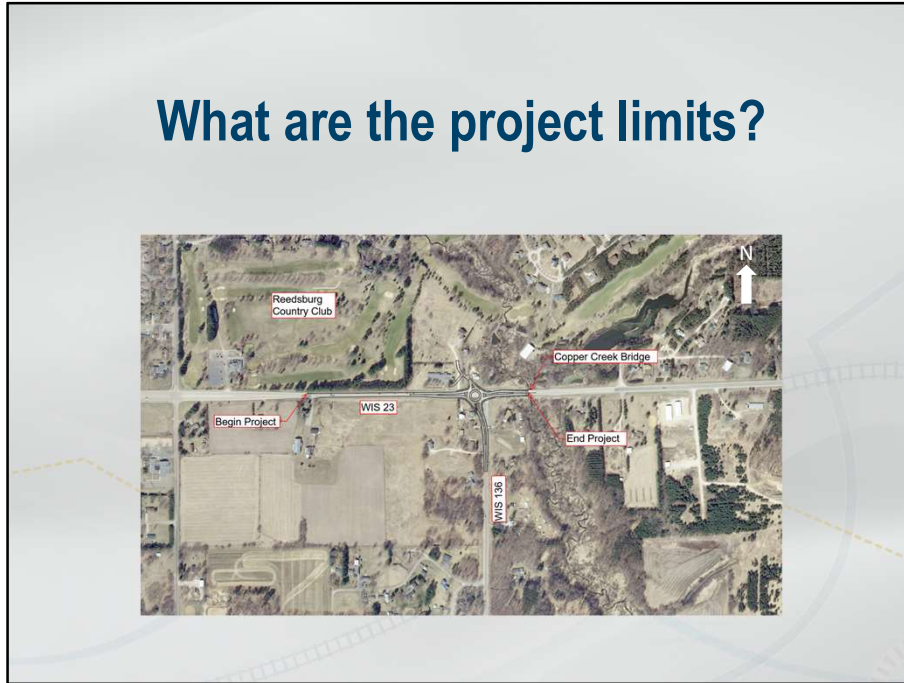 What are the project limits?
N
Reedsburg
Country Club
Copper Creek Bridge
WIS 23
Begin Project
End Project
WIS 136